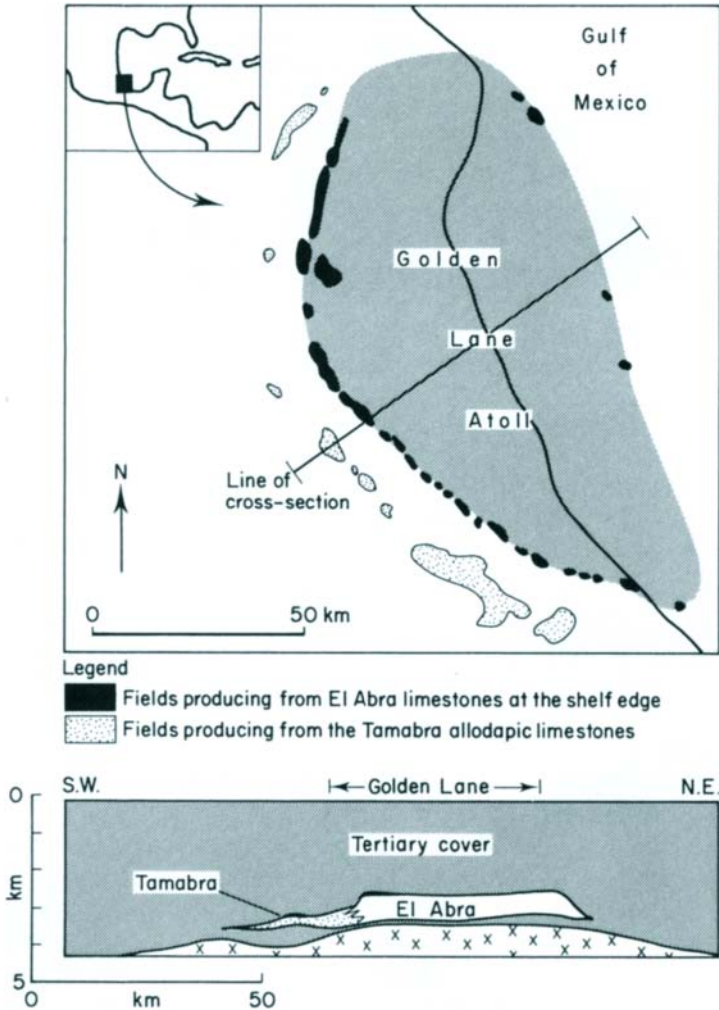 Gulf
of
Mexico
Golden
Lane
Atoll
Line of
cross-section
N
0 50 km
Legend
Fields producing from El Abra limestones at the shelf edge
Fields producing from the Tamabra allodapic limestones
S.W. Golden Lane N.E.
0
Tertiary cover
Tamabra
El Abra
km
5
0 km 50